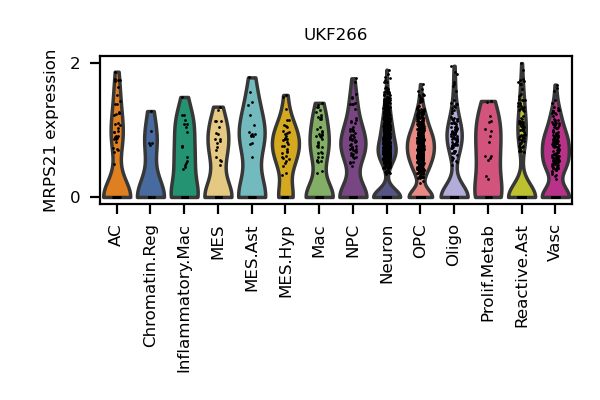 UKF266
MRPS21 expression
2
0
AC
Chromatin.Reg
Inflammatory.Mac
MES
MES.Ast
MES.Hyp
Mac
NPC
Neuron
OPC
Oligo
Prolif.Metab
Reactive.Ast
Vasc